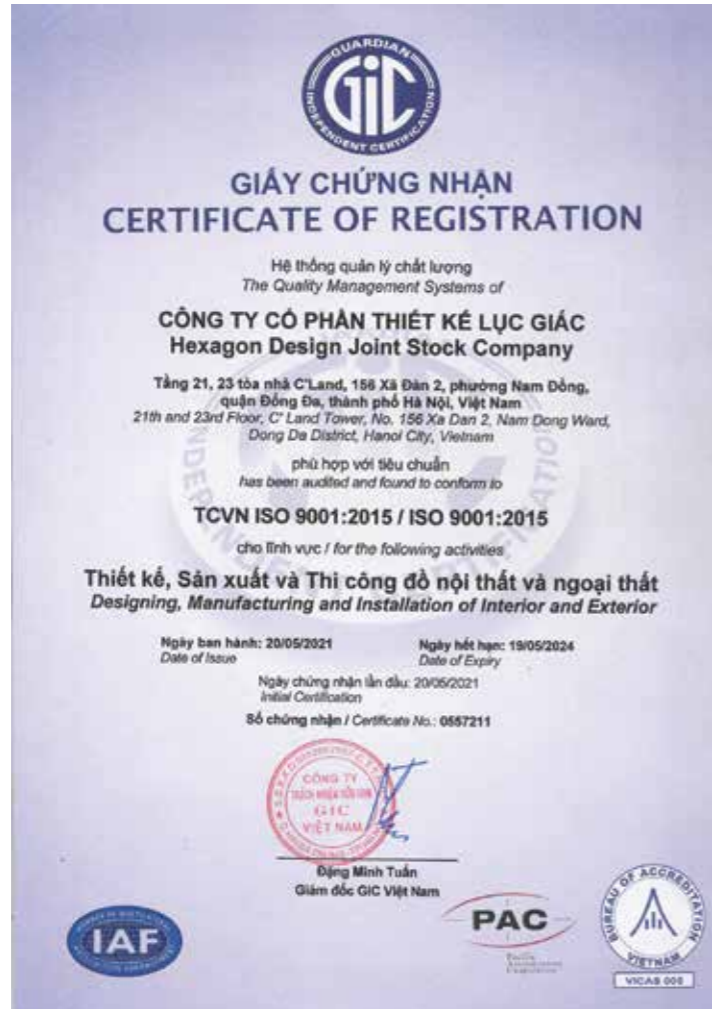 GUARDIAN
GIC
INDEPENDENT CERTIFICATION
GIẤY CHỨNG NHẬN
CERTIFICATE OF REGISTRATION
Hệ thống quản lý chất lượng
The Quality Management Systems of
CÔNG TY CỔ PHẦN THIẾT KẾ LỤC GIÁC
Hexagon Design Joint Stock Company
Tầng 21, 23 tòa nhà C'Land, 156 Xã Đàn 2, phường Nam Đồng,
quận Đống Đa, thành phố Hà Nội, Việt Nam
21th and 23rd Floor, C' Land Tower, No. 156 Xa Dan 2, Nam Dong Ward,
Dong Da District, Hanoi City, Vietnam
phù hợp với tiêu chuẩn
has been audited and found to conform to
TCVN ISO 9001:2015 / ISO 9001:2015
cho lĩnh vực / for the following activities
Thiết kế, Sản xuất và Thi công đồ nội thất và ngoại thất
Designing, Manufacturing and Installation of Interior and Exterior
Ngày ban hành: 20/05/2021 Ngày hết hạn: 19/05/2024
Date of Issue Date of Expiry
Ngày chứng nhận lần đầu: 20/05/2021
Initial Certification
Số chứng nhận / Certificate No.: 0557211
CÔNG TY
TRÁCH NHIỆM HỮU HẠN
GIC
VIỆT NAM
Đặng Minh Tuấn
Giám đốc GIC Việt Nam
IAF
PAC
Pacific
Accreditation
Cooperation
BUREAU OF ACCREDITATION
VIETNAM
VICAS 006